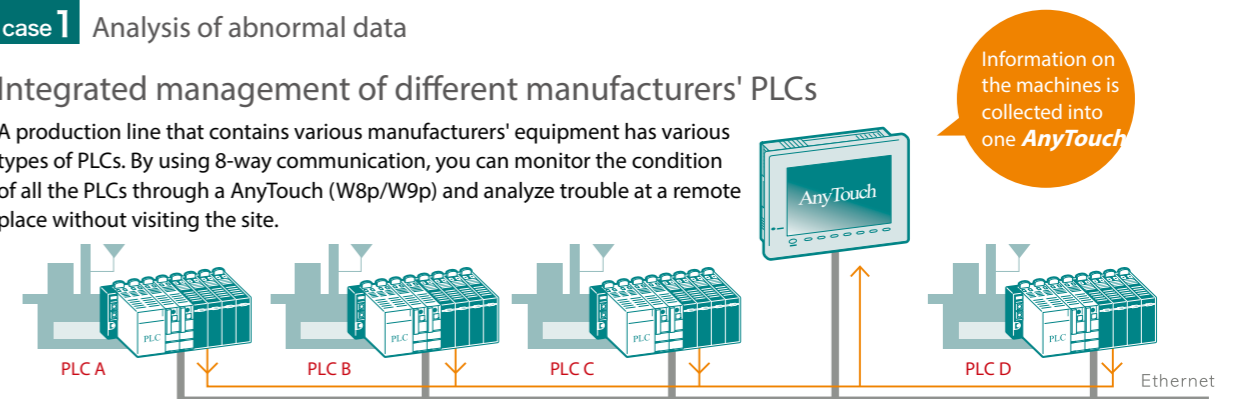 case 1 Analysis of abnormal data
Integrated management of different manufacturers' PLCs
A production line that contains various manufacturers' equipment has various
types of PLCs. By using 8-way communication, you can monitor the condition
of all the PLCs through a AnyTouch (W8p/W9p) and analyze trouble at a remote
place without visiting the site.
Information on
the machines is
collected into
one AnyTouch
AnyTouch
PLC
PLC
PLC
PLC
PLC A
PLC B
PLC C
PLC D
Ethernet